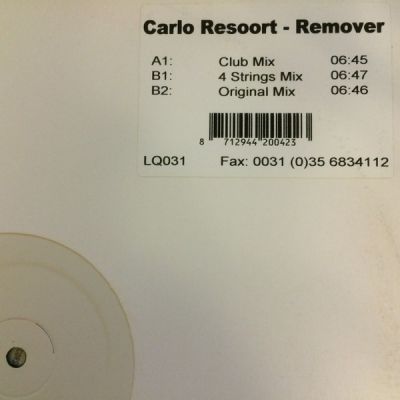 Carlo Resoort - Remover
A1: Club Mix 06:45
B1: 4 Strings Mix 06:47
B2: Original Mix 06:46
8 712944 200423
LQ031 Fax: 0031 (0)35 6834112